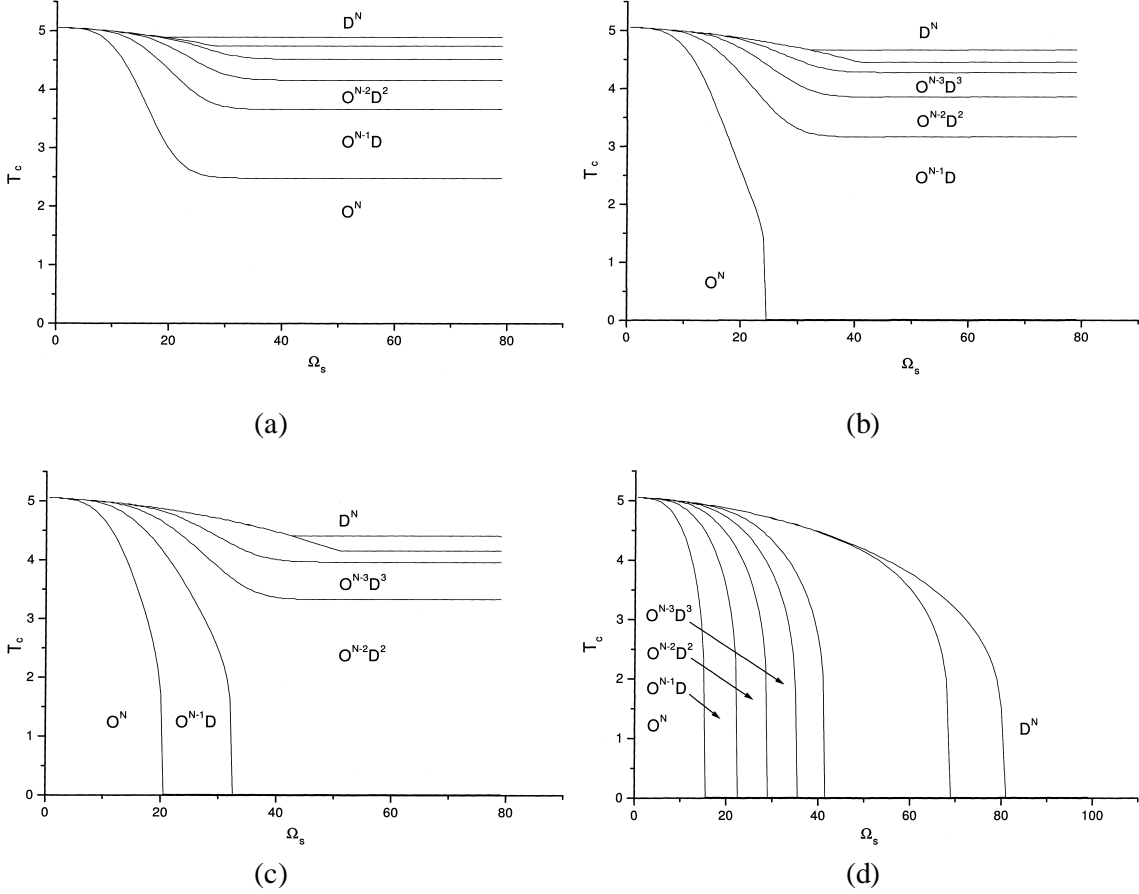 D^N
O^{N-2}D^2
O^{N-1}D
O^N
T_c
5
4
3
2
1
0
0 20 40 60 80
Ω_s
(a)
D^N
O^{N-3}D^3
O^{N-2}D^2
O^{N-1}D
O^N
T_c
5
4
3
2
1
0
0 20 40 60 80
Ω_s
(b)
D^N
O^{N-3}D^3
O^{N-2}D^2
O^N O^{N-1}D
T_c
5
4
3
2
1
0
0 20 40 60 80
Ω_s
(c)
O^{N-3}D^3
O^{N-2}D^2
O^{N-1}D
O^N
D^N
T_c
5
4
3
2
1
0
0 20 40 60 80 100
Ω_s
(d)